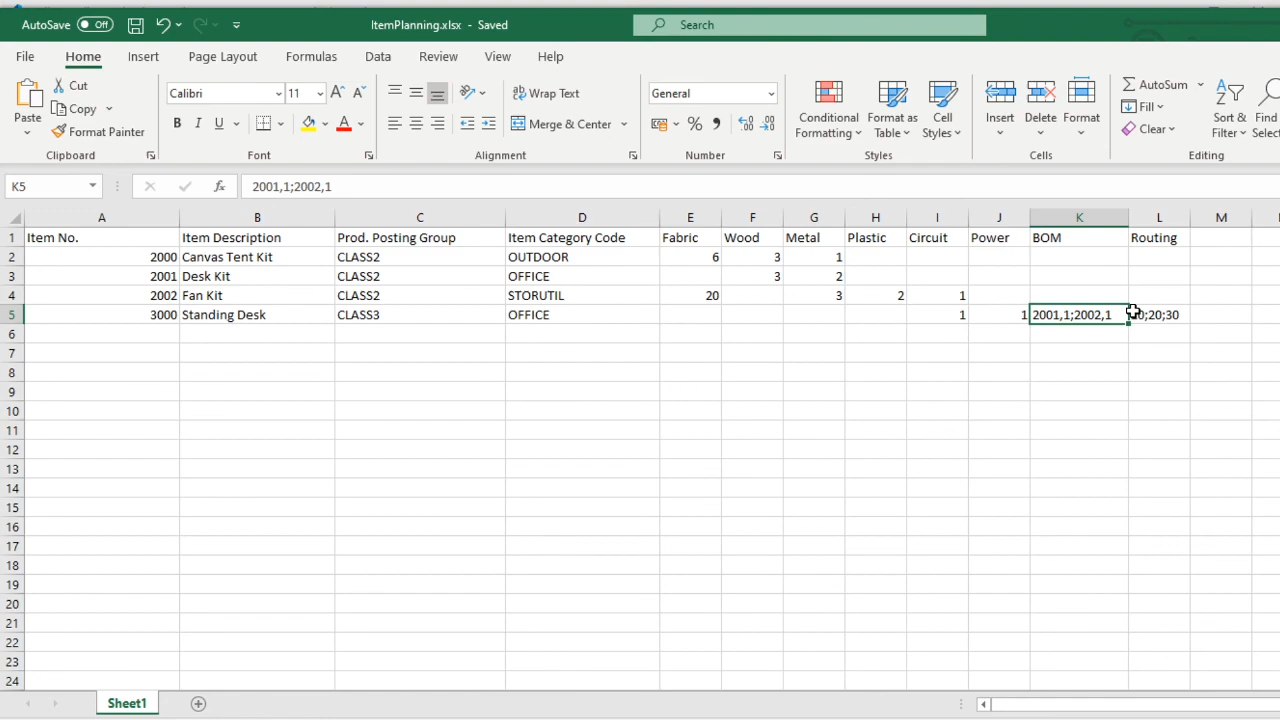 AutoSave Off ItemPlanning.xlsx - Saved Search
File Home Insert Page Layout Formulas Data Review View Help
Cut
Copy
Format Painter
Paste
Clipboard
Calibri 11
B I U
Font
Wrap Text
Merge & Center
Alignment
General
Number
Conditional Formatting
Format as Table
Cell Styles
Styles
Insert Delete Format
Cells
AutoSum
Fill
Clear
Sort & Filter
Editing
K5 fx 2001,1;2002,1
A B C D E F G H I J K L M
1 Item No. Item Description Prod. Posting Group Item Category Code Fabric Wood Metal Plastic Circuit Power BOM Routing
2 2000 Canvas Tent Kit CLASS2 OUTDOOR 6 3 1
3 2001 Desk Kit CLASS2 OFFICE 3 2
4 2002 Fan Kit CLASS2 STORUTIL 20 3 2 1
5 3000 Standing Desk CLASS3 OFFICE 1 1 2001,1;2002,1 0;20;30
6
7
8
9
10
11
12
13
14
15
16
17
18
19
20
21
22
23
24
Sheet1